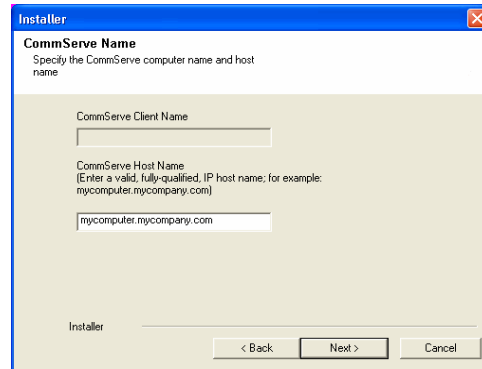 Installer
CommServe Name
Specify the CommServe computer name and host
name
CommServe Client Name
CommServe Host Name
(Enter a valid, fully-qualified, IP host name; for example:
mycomputer.mycompany.com)
mycomputer.mycompany.com
Installer
< Back
Next >
Cancel